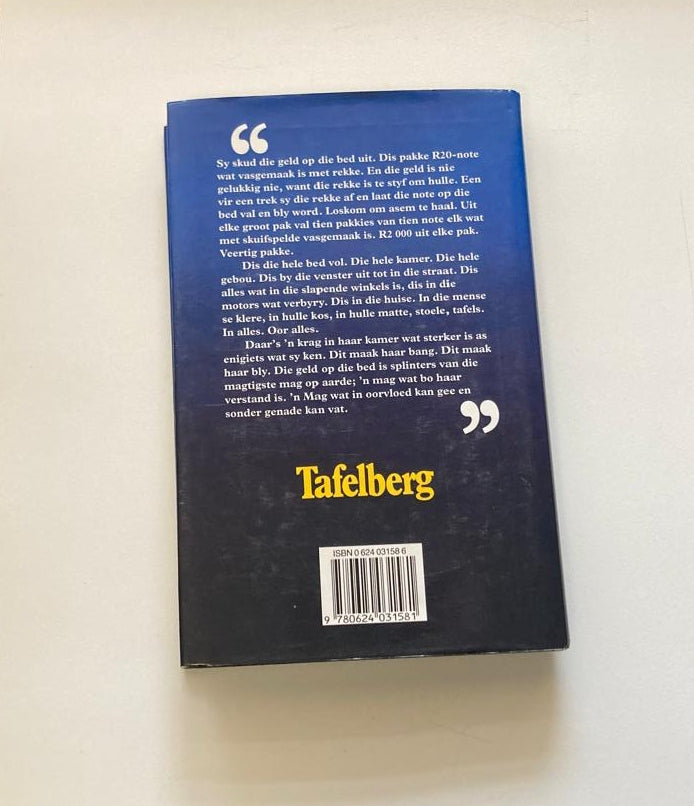 “
Sy skud die geld op die bed uit. Dis pakke R20-note
wat vasgemaak is met rekke. En die geld is nie
gelukkig nie, want die rekke is te styf om hulle. Een
vir een trek sy die rekke af en laat die note op die
bed val en bly word. Loskom om asem te haal. Uit
elke groot pak val tien pakkies van tien note elk wat
met skuifspelde vasgemaak is. R2 000 uit elke pak.
Veertig pakke.
Dis die hele bed vol. Die hele kamer. Die hele
gebou. Dis by die venster uit tot in die straat. Dis
alles wat in die slapende winkels is, dis in die
motors wat verbyry. Dis in die huise. In die mense
se klere, in hulle kos, in hulle matte, stoele, tafels.
In alles. Oor alles.
Daar's 'n krag in haar kamer wat sterker is as
enigiets wat sy ken. Dit maak haar bang. Dit maak
haar bly. Die geld op die bed is splinters van die
magtigste mag op aarde; 'n mag wat bo haar
verstand is. 'n Mag wat in oorvloed kan gee en
sonder genade kan vat.
”
Tafelberg
ISBN 0 624 03158 6
9 780624 031581